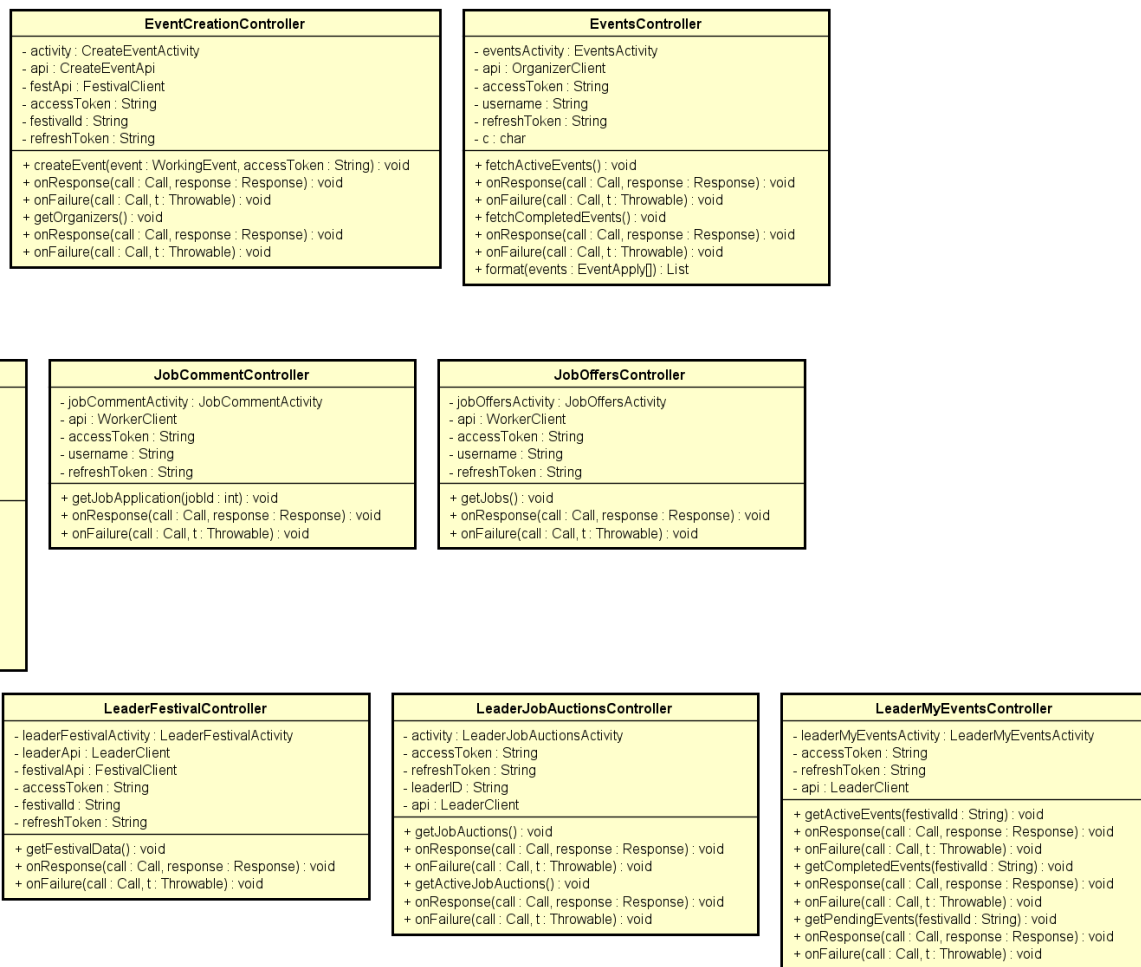 EventCreationController
- activity : CreateEventActivity
- api : CreateEventApi
- festApi : FestivalClient
- accessToken : String
- festivalId : String
- refreshToken : String
+ createEvent(event : WorkingEvent, accessToken : String) : void
+ onResponse(call : Call, response : Response) : void
+ onFailure(call : Call, t : Throwable) : void
+ getOrganizers() : void
+ onResponse(call : Call, response : Response) : void
+ onFailure(call : Call, t : Throwable) : void
EventsController
- eventsActivity : EventsActivity
- api : OrganizerClient
- accessToken : String
- username : String
- refreshToken : String
- c : char
+ fetchActiveEvents() : void
+ onResponse(call : Call, response : Response) : void
+ onFailure(call : Call, t : Throwable) : void
+ fetchCompletedEvents() : void
+ onResponse(call : Call, response : Response) : void
+ onFailure(call : Call, t : Throwable) : void
+ format(events : EventApply[]) : List
JobCommentController
- jobCommentActivity : JobCommentActivity
- api : WorkerClient
- accessToken : String
- username : String
- refreshToken : String
+ getJobApplication(jobId : int) : void
+ onResponse(call : Call, response : Response) : void
+ onFailure(call : Call, t : Throwable) : void
JobOffersController
- jobOffersActivity : JobOffersActivity
- api : WorkerClient
- accessToken : String
- username : String
- refreshToken : String
+ getJobs() : void
+ onResponse(call : Call, response : Response) : void
+ onFailure(call : Call, t : Throwable) : void
LeaderFestivalController
- leaderFestivalActivity : LeaderFestivalActivity
- leaderApi : LeaderClient
- festivalApi : FestivalClient
- accessToken : String
- festivalId : String
- refreshToken : String
+ getFestivalData() : void
+ onResponse(call : Call, response : Response) : void
+ onFailure(call : Call, t : Throwable) : void
LeaderJobAuctionsController
- activity : LeaderJobAuctionsActivity
- accessToken : String
- refreshToken : String
- leaderID : String
- api : LeaderClient
+ getJobAuctions() : void
+ onResponse(call : Call, response : Response) : void
+ onFailure(call : Call, t : Throwable) : void
+ getActiveJobAuctions() : void
+ onResponse(call : Call, response : Response) : void
+ onFailure(call : Call, t : Throwable) : void
LeaderMyEventsController
- leaderMyEventsActivity : LeaderMyEventsActivity
- accessToken : String
- refreshToken : String
- api : LeaderClient
+ getActiveEvents(festivalId : String) : void
+ onResponse(call : Call, response : Response) : void
+ onFailure(call : Call, t : Throwable) : void
+ getCompletedEvents(festivalId : String) : void
+ onResponse(call : Call, response : Response) : void
+ onFailure(call : Call, t : Throwable) : void
+ getPendingEvents(festivalId : String) : void
+ onResponse(call : Call, response : Response) : void
+ onFailure(call : Call, t : Throwable) : void